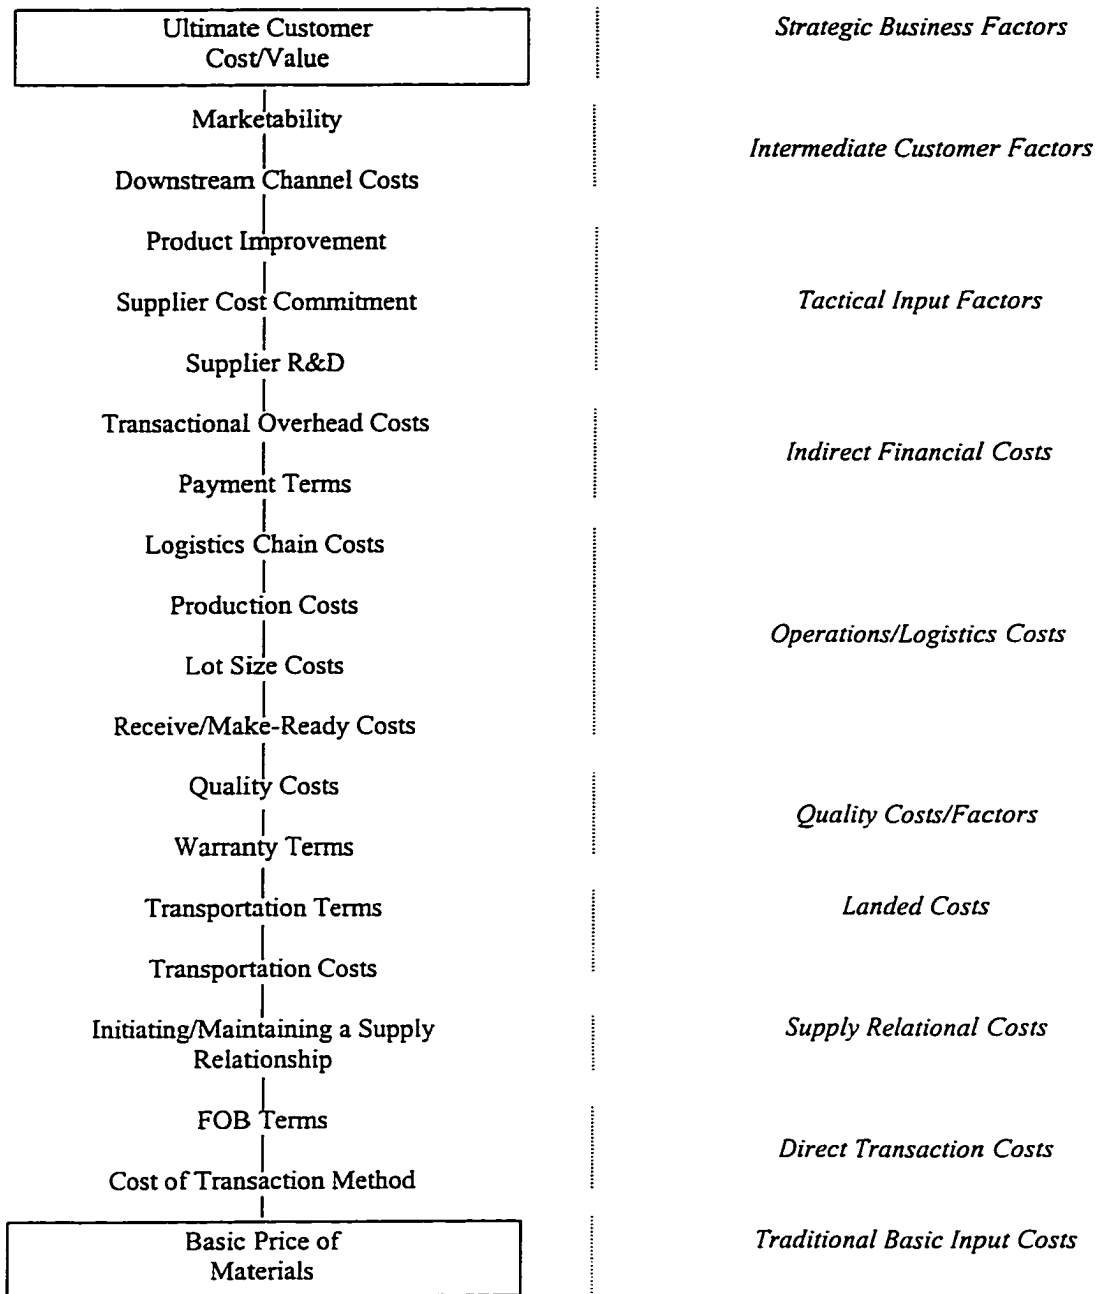 Ultimate Customer
Cost/Value
Strategic Business Factors
Marketability
Intermediate Customer Factors
Downstream Channel Costs
Product Improvement
Supplier Cost Commitment
Tactical Input Factors
Supplier R&D
Transactional Overhead Costs
Indirect Financial Costs
Payment Terms
Logistics Chain Costs
Production Costs
Operations/Logistics Costs
Lot Size Costs
Receive/Make-Ready Costs
Quality Costs
Quality Costs/Factors
Warranty Terms
Transportation Terms
Landed Costs
Transportation Costs
Initiating/Maintaining a Supply
Relationship
Supply Relational Costs
FOB Terms
Direct Transaction Costs
Cost of Transaction Method
Basic Price of
Materials
Traditional Basic Input Costs